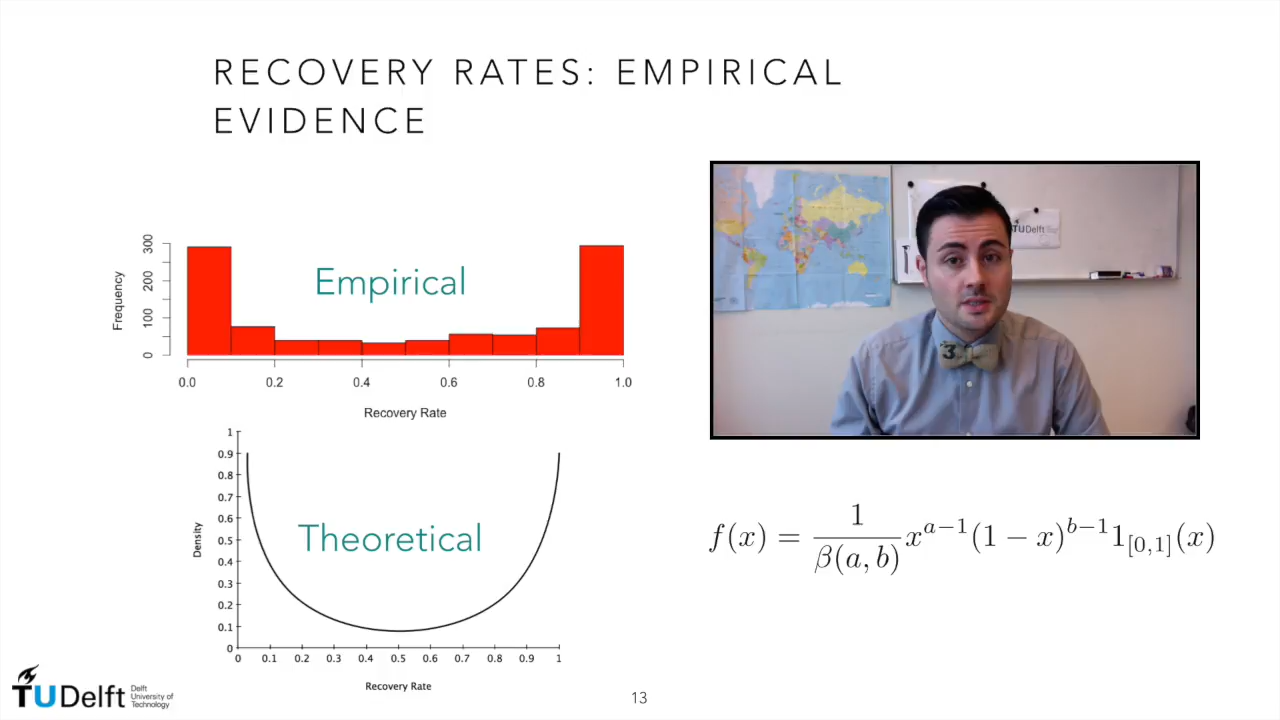 RECOVERY RATES: EMPIRICAL
EVIDENCE
Empirical
Frequency
0 100 200 300
0.0 0.2 0.4 0.6 0.8 1.0
Recovery Rate
Theoretical
Density
1
0.9
0.8
0.7
0.6
0.5
0.4
0.3
0.2
0.1
0
0 0.1 0.2 0.3 0.4 0.5 0.6 0.7 0.8 0.9 1
Recovery Rate
TUDelft
3
f(x) = \frac{1}{β(a, b)} x^{a−1}(1 − x)^{b−1}1_{[0,1]}(x)
TUDelft
Delft
University of
Technology
13